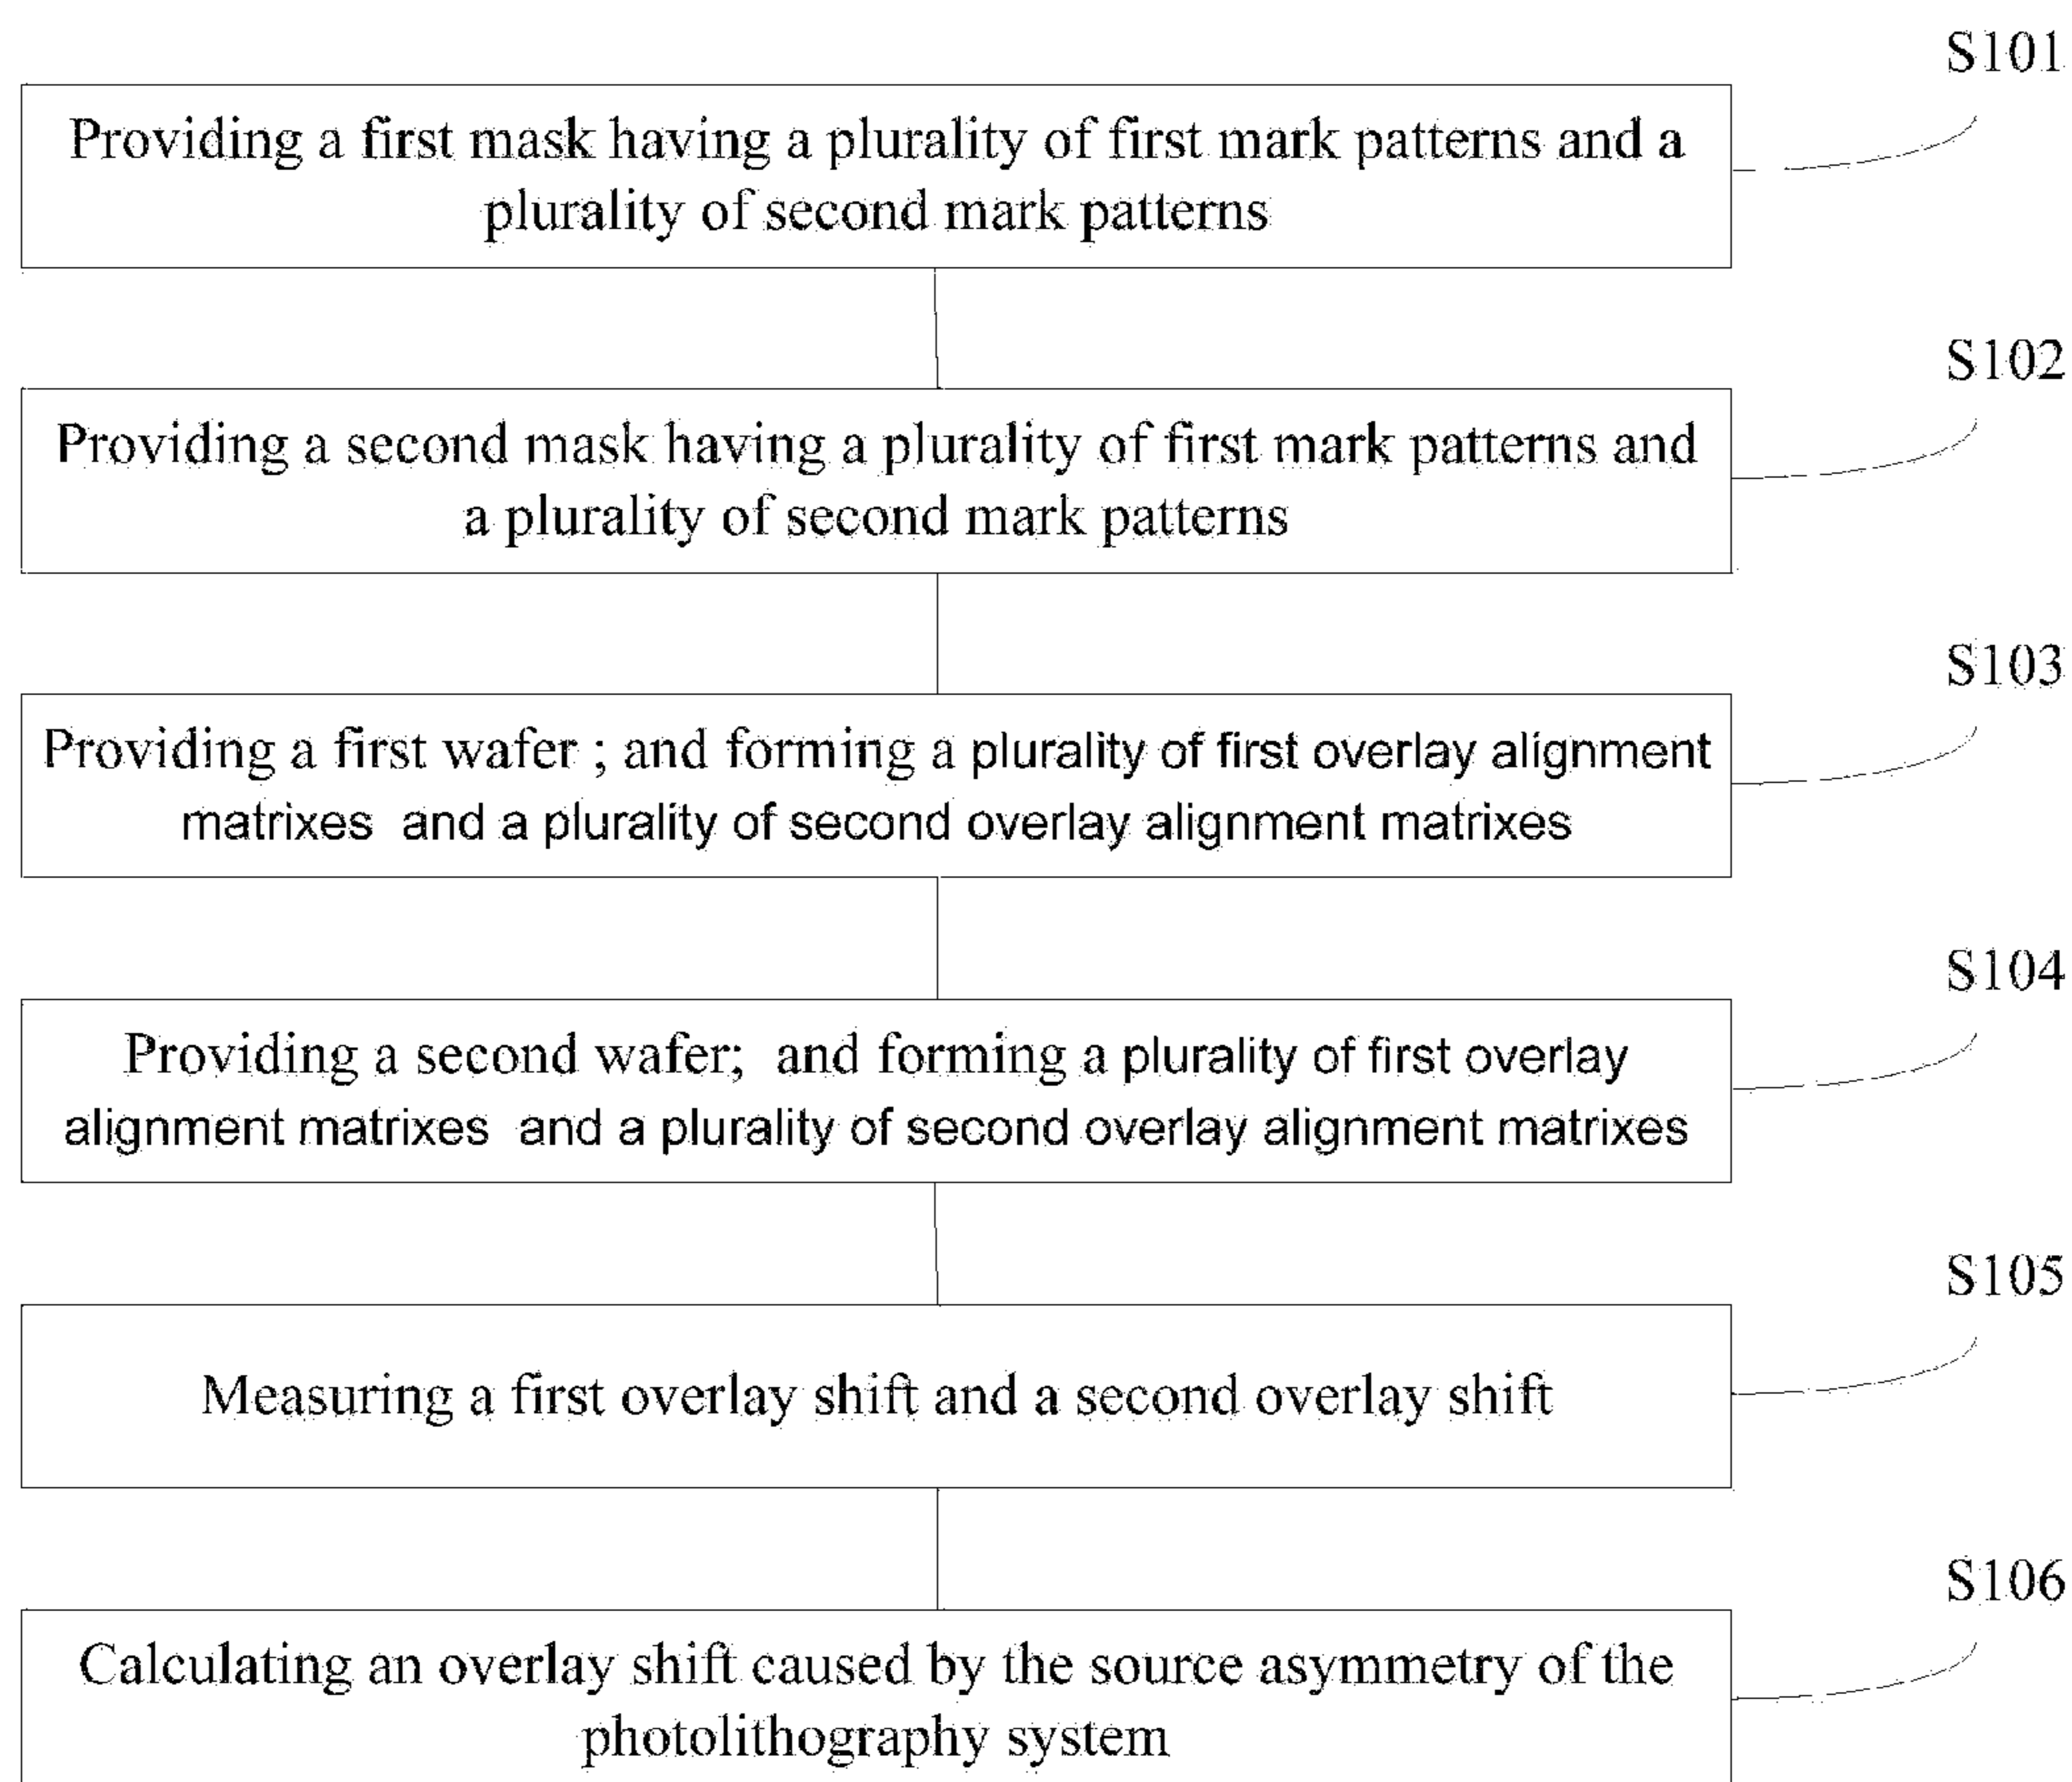 S101
Providing a first mask having a plurality of first mark patterns and a
plurality of second mark patterns
S102
Providing a second mask having a plurality of first mark patterns and
a plurality of second mark patterns
S103
Providing a first wafer ; and forming a plurality of first overlay alignment
matrixes and a plurality of second overlay alignment matrixes
S104
Providing a second wafer; and forming a plurality of first overlay
alignment matrixes and a plurality of second overlay alignment matrixes
S105
Measuring a first overlay shift and a second overlay shift
S106
Calculating an overlay shift caused by the source asymmetry of the
photolithography system